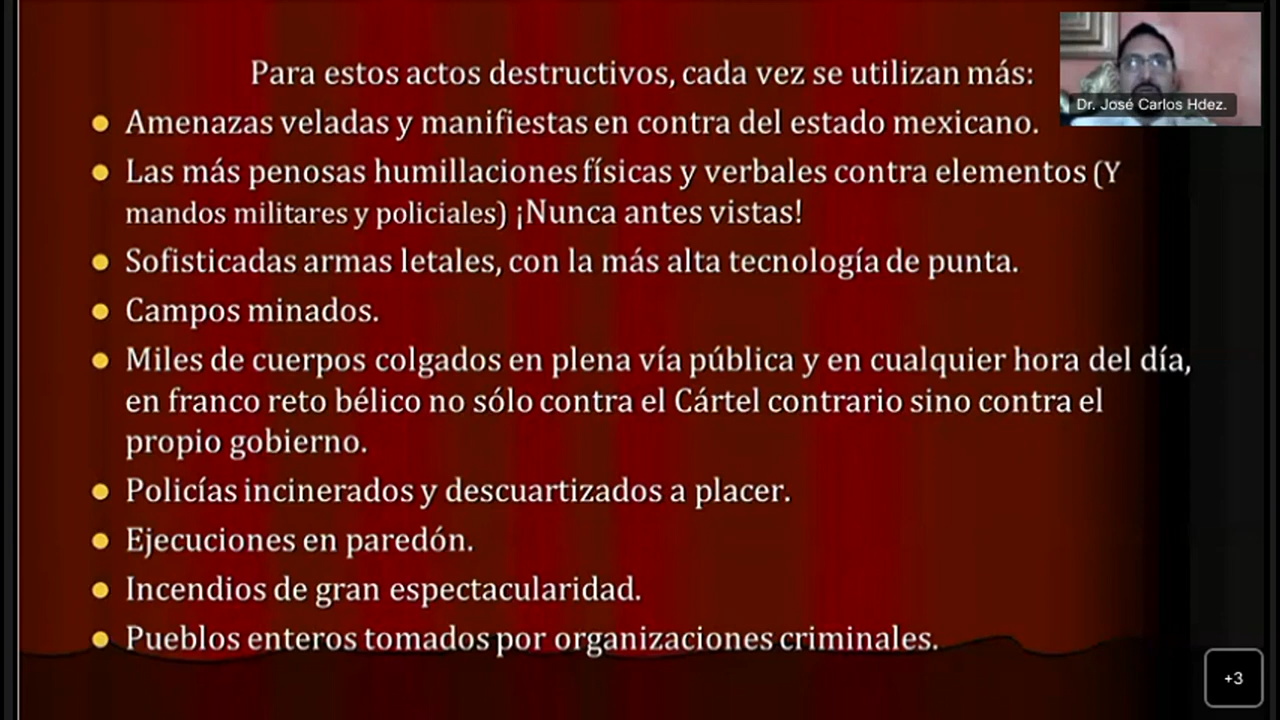 Para estos actos destructivos, cada vez se utilizan más:
Dr. José Carlos Hdez.
● Amenazas veladas y manifiestas en contra del estado mexicano.
● Las más penosas humillaciones físicas y verbales contra elementos (Y
mandos militares y policiales) ¡Nunca antes vistas!
● Sofisticadas armas letales, con la más alta tecnología de punta.
● Campos minados.
● Miles de cuerpos colgados en plena vía pública y en cualquier hora del día,
en franco reto bélico no sólo contra el Cártel contrario sino contra el
propio gobierno.
● Policías incinerados y descuartizados a placer.
● Ejecuciones en paredón.
● Incendios de gran espectacularidad.
● Pueblos enteros tomados por organizaciones criminales.
+3